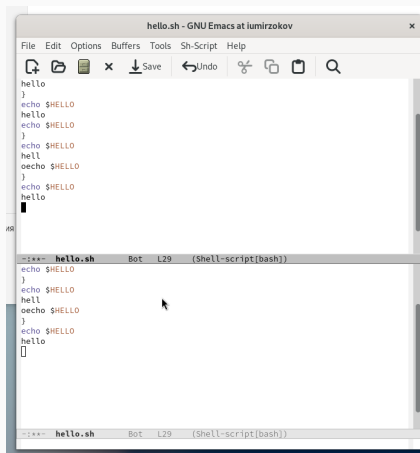 hello.sh - GNU Emacs at iumirzokov ×
File Edit Options Buffers Tools Sh-Script Help
Save Undo
hello
}
echo $HELLO
hello
echo $HELLO
}
echo $HELLO
hell
oecho $HELLO
}
echo $HELLO
hello
-:**- hello.sh Bot L29 (Shell-script[bash])
echo $HELLO
}
echo $HELLO
hell
oecho $HELLO
}
echo $HELLO
hello
-:**- hello.sh Bot L29 (Shell-script[bash])
ия